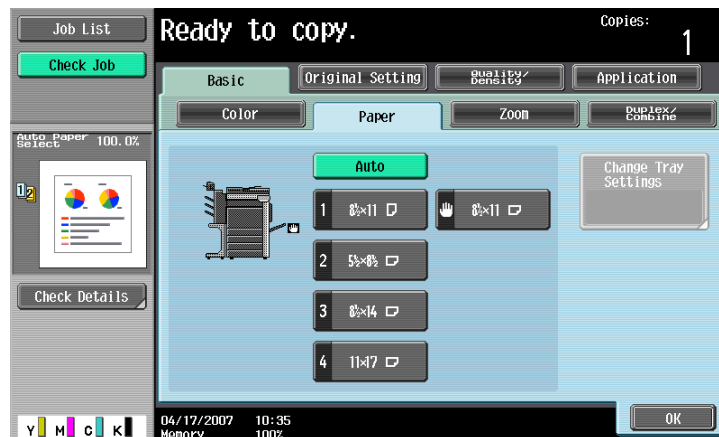 Job List
Ready to copy.
Copies:
1
Check Job
Basic
Original Setting
Quality/
Density
Application
Color
Paper
Zoom
Duplex/
Combine
Auto Paper
Select
100.0%
1 2
Auto
Change Tray
Settings
1 8½×11
8½×11
2 5½×8½
3 8½×14
4 11×17
Check Details
OK
Y M C K
04/17/2007 10:35
Memory 100%